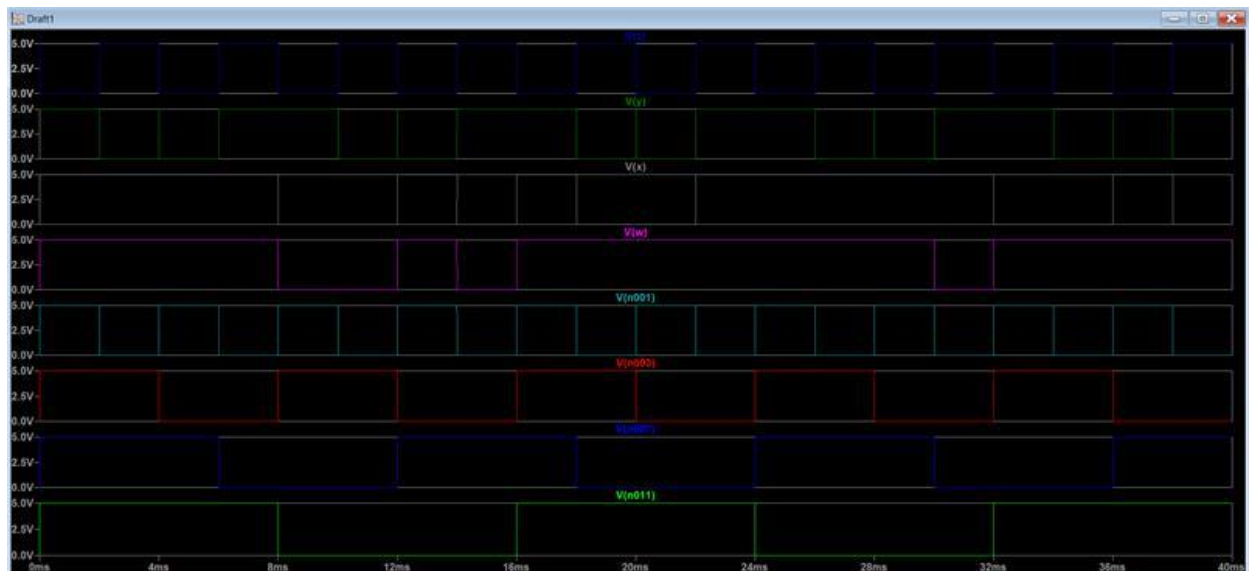 Draft1
5.0V
2.5V
0.0V
V(y)
5.0V
2.5V
0.0V
V(x)
5.0V
2.5V
0.0V
V(w)
5.0V
2.5V
0.0V
V(n001)
5.0V
2.5V
0.0V
5.0V
2.5V
0.0V
5.0V
2.5V
0.0V
V(n011)
5.0V
2.5V
0.0V
0ms 4ms 8ms 12ms 16ms 20ms 24ms 28ms 32ms 36ms 40ms